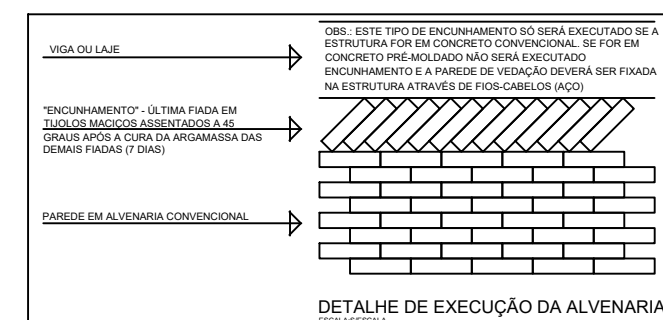 VIGA OU LAJE
OBS.: ESTE TIPO DE ENCUNHAMENTO SÓ SERÁ EXECUTADO SE A
ESTRUTURA FOR EM CONCRETO CONVENCIONAL. SE FOR EM
CONCRETO PRÉ-MOLDADO NÃO SERÁ EXECUTADO
ENCUNHAMENTO E A PAREDE DE VEDAÇÃO DEVERÁ SER FIXADA
NA ESTRUTURA ATRAVÉS DE FIOS-CABELOS (AÇO)
"ENCUNHAMENTO" - ÚLTIMA FIADA EM
TIJOLOS MACIÇOS ASSENTADOS A 45
GRAUS APÓS A CURA DA ARGAMASSA DAS
DEMAIS FIADAS (7 DIAS)
PAREDE EM ALVENARIA CONVENCIONAL
DETALHE DE EXECUÇÃO DA ALVENARIA
ESCALA:S/ESCALA